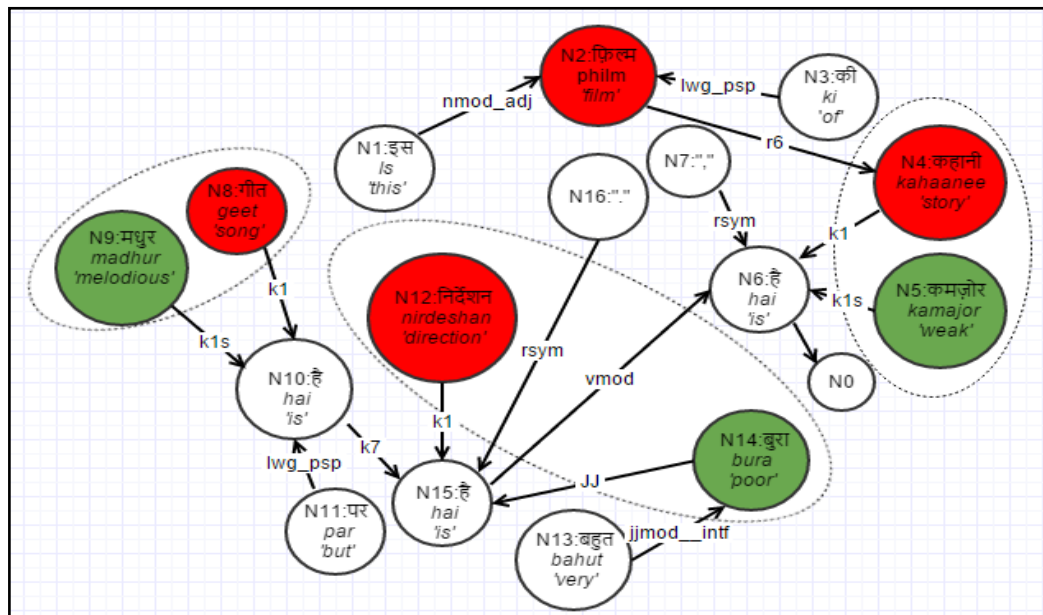 N2:फ़िल्म
philm
'film'
N3:की
ki
'of'
lwg_psp
nmod_adj
N1:इस
Is
'this'
r6
N7:","
N4:कहानी
kahaanee
'story'
N16:"."
rsym
k1
N8:गीत
geet
'song'
N9:मधुर
madhur
'melodious'
N6:है
hai
'is'
k1s
N5:कमज़ोर
kamajor
'weak'
N12:निर्देशन
nirdeshan
'direction'
k1
k1s
rsym
vmod
N0
N10:है
hai
'is'
k1
k7
lwg_psp
N14:बुरा
bura
'poor'
JJ
N15:है
hai
'is'
N11:पर
par
'but'
jjmod__intf
N13:बहुत
bahut
'very'